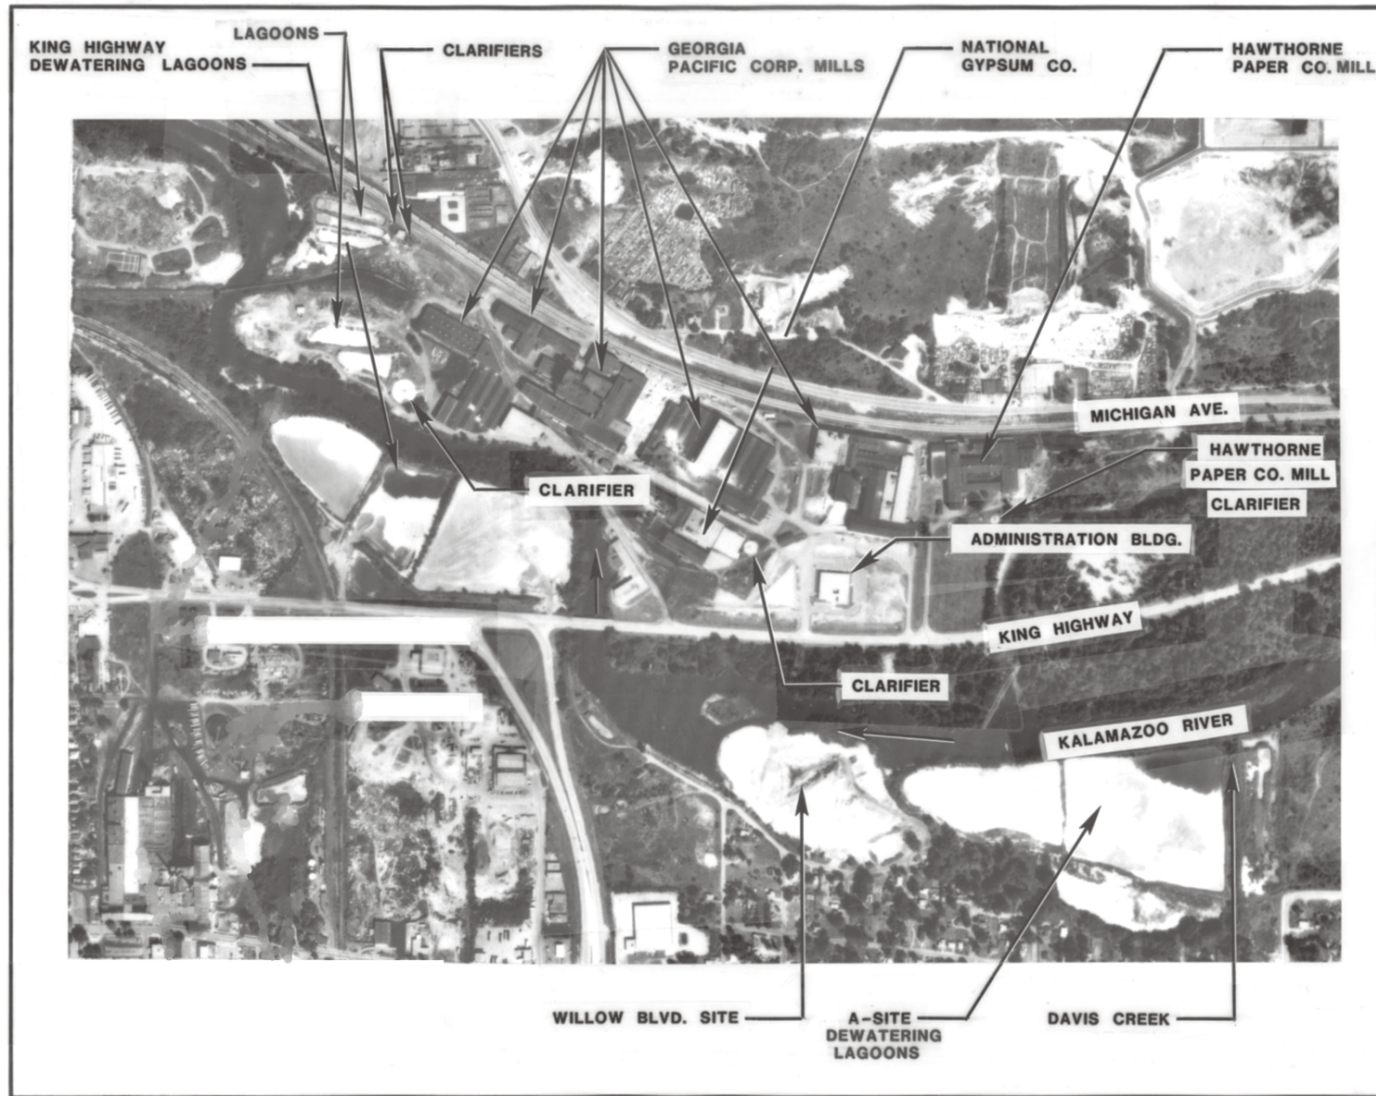 LAGOONS
KING HIGHWAY
DEWATERING LAGOONS
CLARIFIERS
GEORGIA
PACIFIC CORP. MILLS
NATIONAL
GYPSUM CO.
HAWTHORNE
PAPER CO. MILL
MICHIGAN AVE.
HAWTHORNE
PAPER CO. MILL
CLARIFIER
CLARIFIER
ADMINISTRATION BLDG.
KING HIGHWAY
CLARIFIER
KALAMAZOO RIVER
WILLOW BLVD. SITE
A-SITE
DEWATERING
LAGOONS
DAVIS CREEK